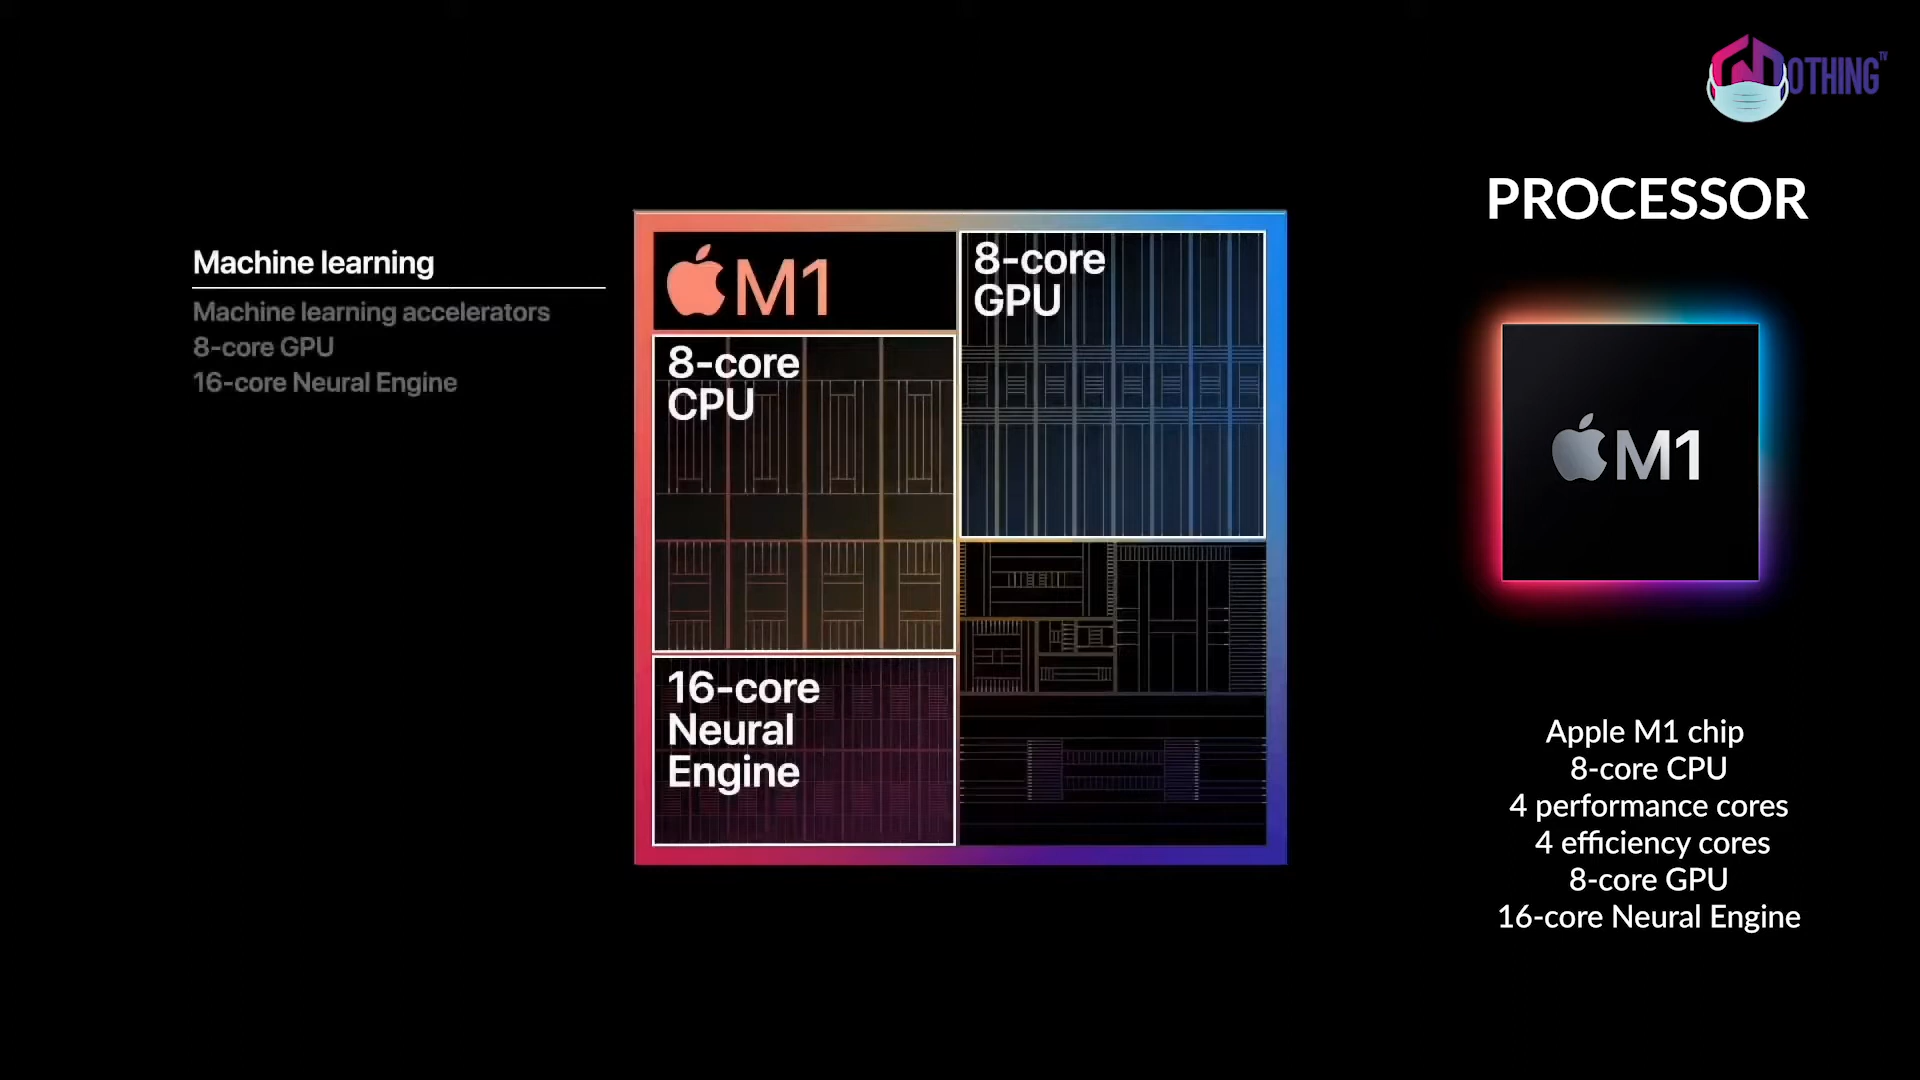 OTHING TV
PROCESSOR
Machine learning
Machine learning accelerators
8-core GPU
16-core Neural Engine
M1
8-core
GPU
8-core
CPU
16-core
Neural
Engine
M1
Apple M1 chip
8-core CPU
4 performance cores
4 efficiency cores
8-core GPU
16-core Neural Engine